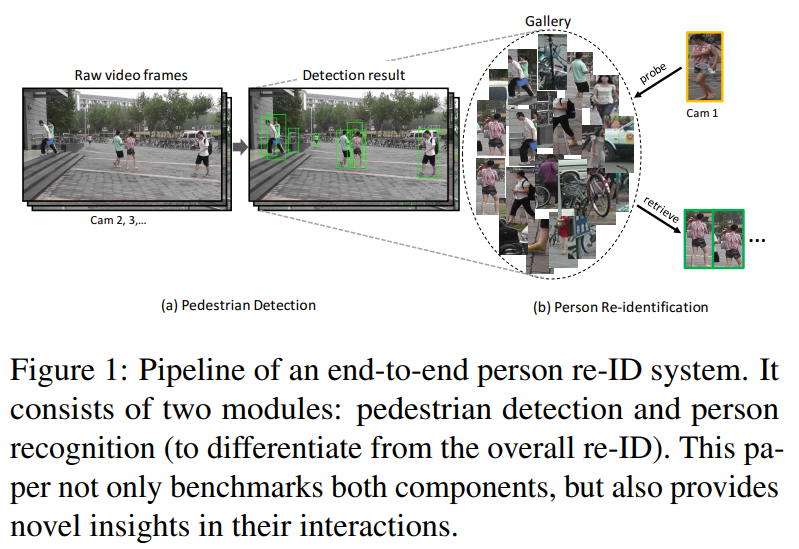 Gallery
Raw video frames
Detection result
probe
Cam 1
Cam 2, 3,...
retrieve
...
(a) Pedestrian Detection
(b) Person Re-identification
Figure 1: Pipeline of an end-to-end person re-ID system. It
consists of two modules: pedestrian detection and person
recognition (to differentiate from the overall re-ID). This pa-
per not only benchmarks both components, but also provides
novel insights in their interactions.